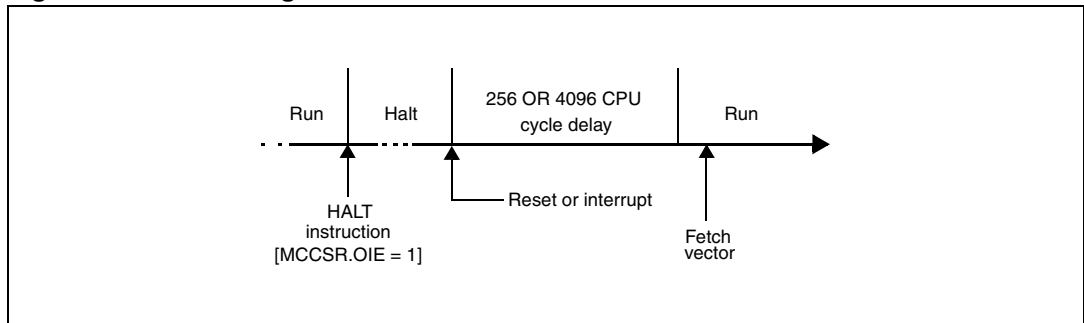 Run
Halt
256 OR 4096 CPU
cycle delay
Run
Reset or interrupt
HALT
instruction
[MCCSR.OIE = 1]
Fetch
vector